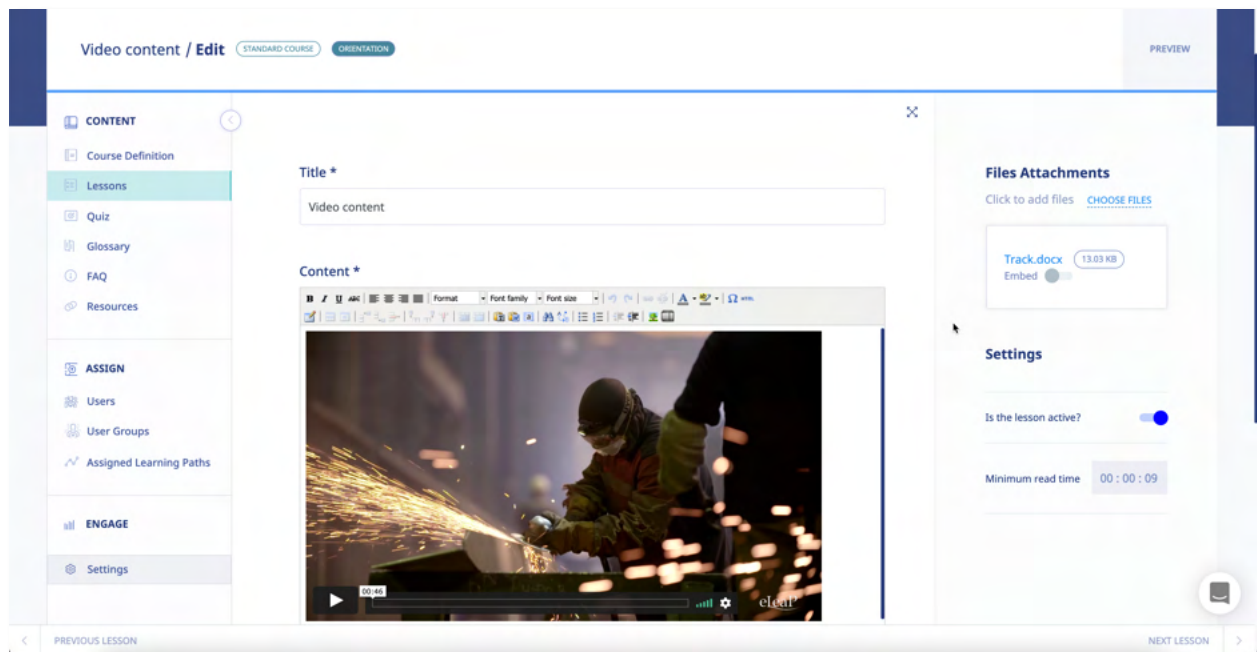 Video content / Edit STANDARD COURSE ORIENTATION
PREVIEW
CONTENT
Course Definition
Lessons
Quiz
Glossary
FAQ
Resources
ASSIGN
Users
User Groups
Assigned Learning Paths
ENGAGE
Settings
Title *
Video content
Content *
B I U ABC Format Font family Font size A Ω HTML
00:46
eLeaP
Files Attachments
Click to add files CHOOSE FILES
Track.docx 13.03 KB
Embed
Settings
Is the lesson active?
Minimum read time 00 : 00 : 09
PREVIOUS LESSON
NEXT LESSON